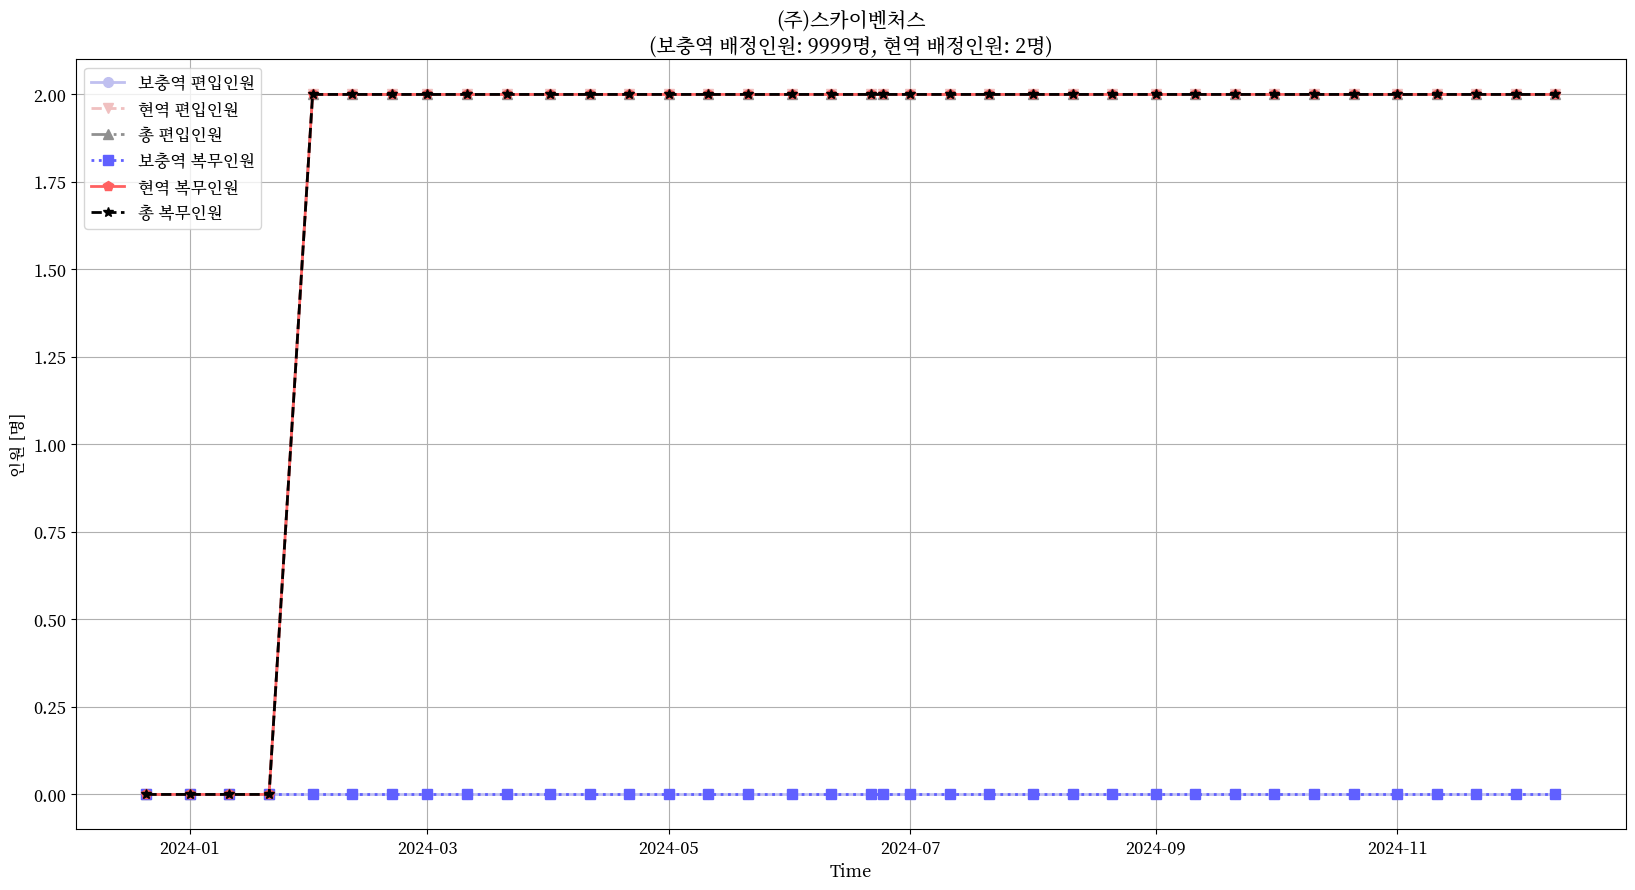 (주)스카이벤처스
(보충역 배정인원: 9999명, 현역 배정인원: 2명)
보충역 편입인원
현역 편입인원
총 편입인원
보충역 복무인원
현역 복무인원
총 복무인원
2.00
1.75
1.50
1.25
1.00
0.75
0.50
0.25
0.00
인원 [명]
2024-01
2024-03
2024-05
2024-07
2024-09
2024-11
Time